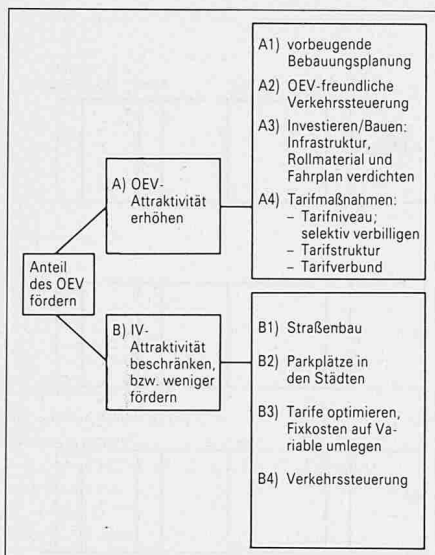 Anteil
des OEV
fördern
A) OEV-
Attraktivität
erhöhen
A1) vorbeugende
Bebauungsplanung
A2) OEV-freundliche
Verkehrssteuerung
A3) Investieren/Bauen:
Infrastruktur,
Rollmaterial und
Fahrplan verdichten
A4) Tarifmaßnahmen:
– Tarifniveau;
selektiv verbilligen
– Tarifstruktur
– Tarifverbund
B) IV-
Attraktivität
beschränken,
bzw. weniger
fördern
B1) Straßenbau
B2) Parkplätze in
den Städten
B3) Tarife optimieren,
Fixkosten auf Va-
riable umlegen
B4) Verkehrssteuerung